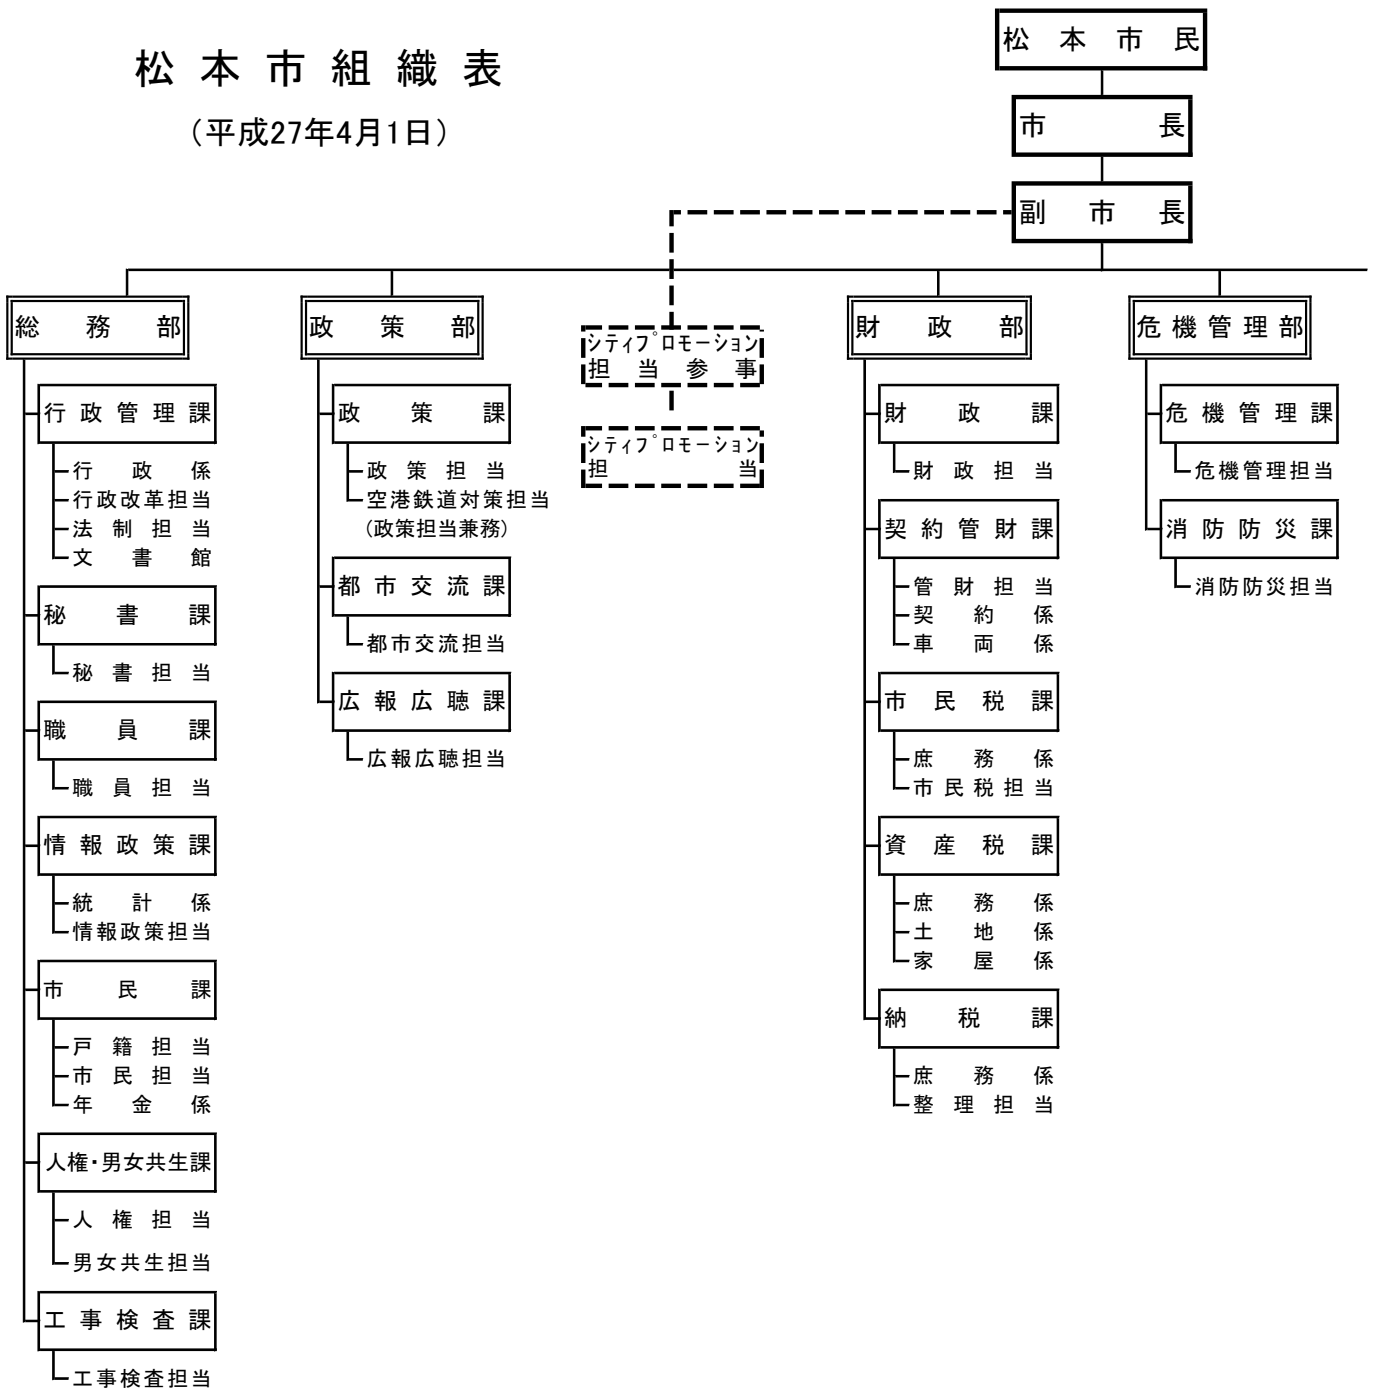 松本市組織表
（平成27年4月1日）
松本市民
市長
副市長
総務部
行政管理課
行政係
行政改革担当
法制担当
文書館
秘書課
秘書担当
職員課
職員担当
情報政策課
統計係
情報政策担当
市民課
戸籍担当
市民担当
年金係
人権・男女共生課
人権担当
男女共生担当
工事検査課
工事検査担当
政策部
政策課
政策担当
空港鉄道対策担当
(政策担当兼務)
都市交流課
都市交流担当
広報広聴課
広報広聴担当
シティプロモーション
担当参事
シティプロモーション
担当
財政部
財政課
財政担当
契約管財課
管財担当
契約係
車両係
市民税課
庶務係
市民税担当
資産税課
庶務係
土地係
家屋係
納税課
庶務係
整理担当
危機管理部
危機管理課
危機管理担当
消防防災課
消防防災担当